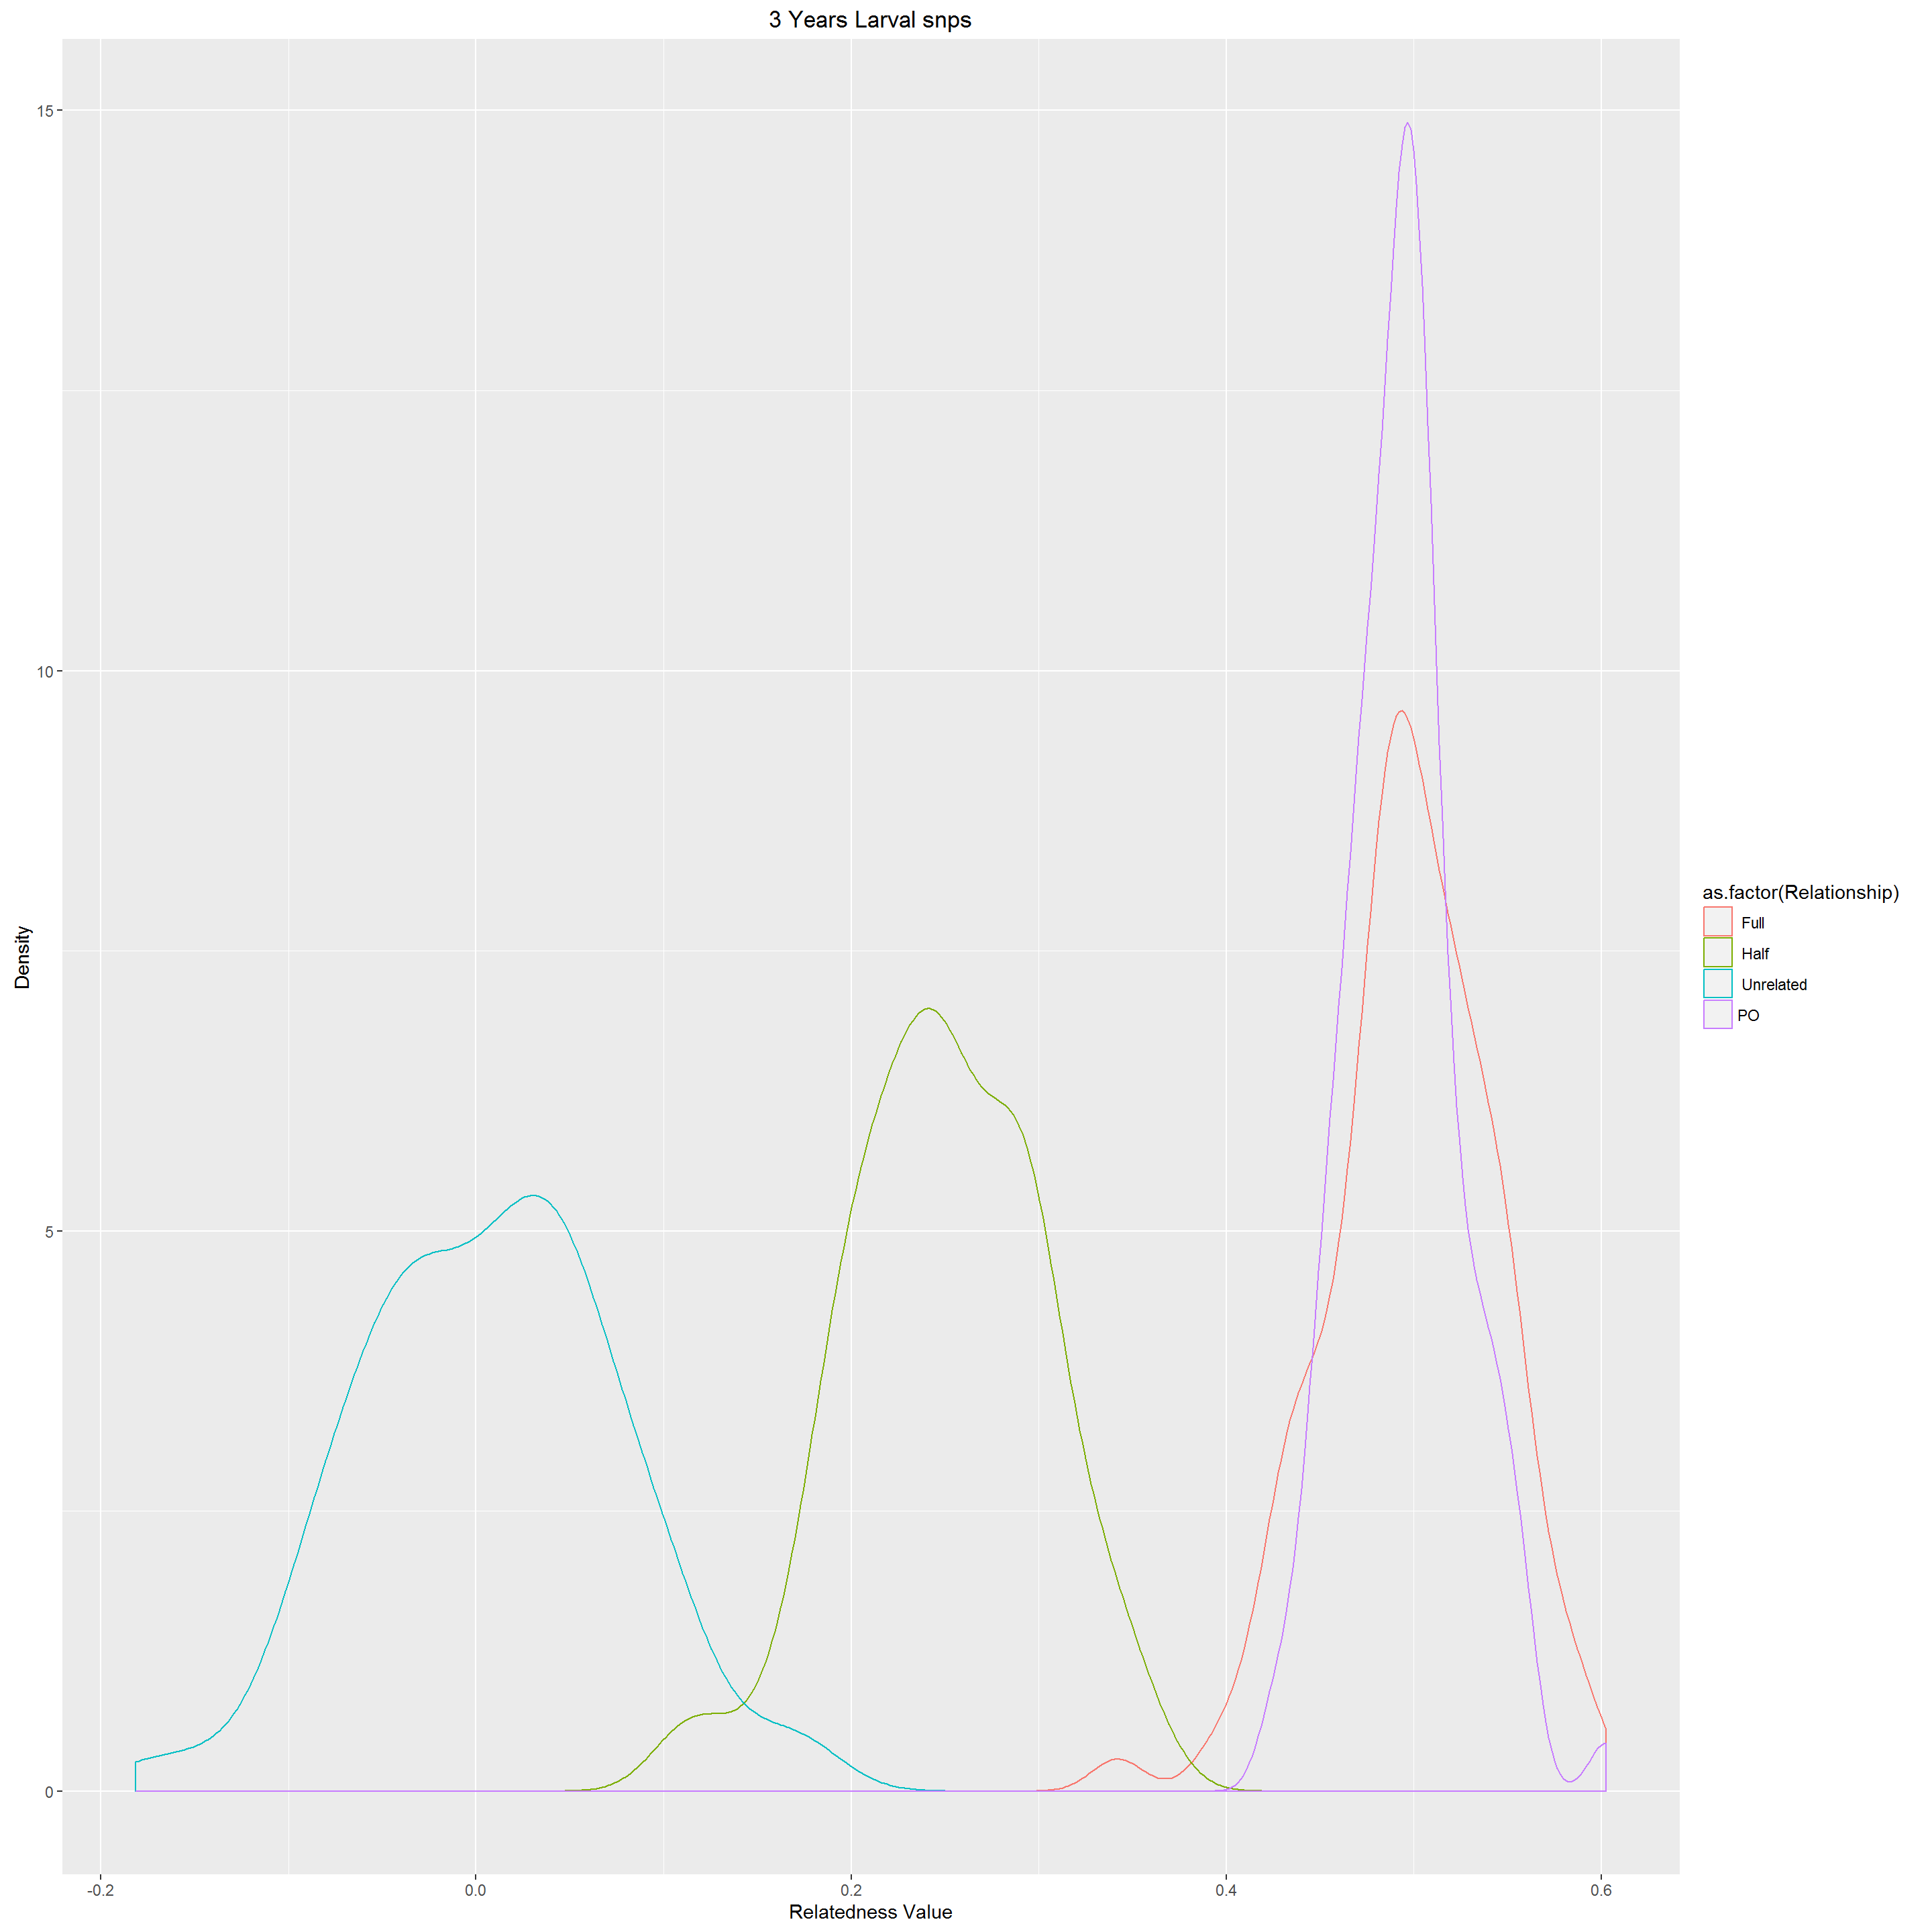 3 Years Larval snps
15
10
5
0
Density
-0.2
0.0
0.2
0.4
0.6
Relatedness Value
as.factor(Relationship)
Full
Half
Unrelated
PO